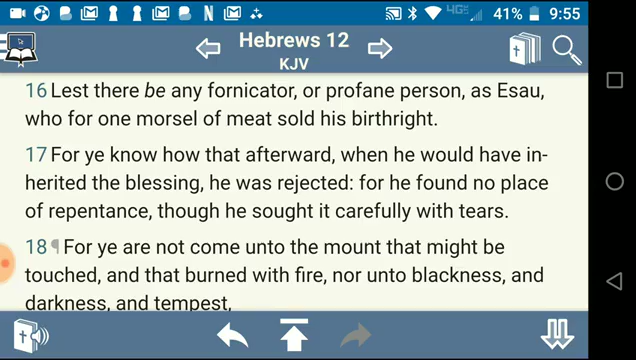 4G 41% 9:55
Hebrews 12
KJV
16 Lest there be any fornicator, or profane person, as Esau,
who for one morsel of meat sold his birthright.
17 For ye know how that afterward, when he would have in-
herited the blessing, he was rejected: for he found no place
of repentance, though he sought it carefully with tears.
18 ¶ For ye are not come unto the mount that might be
touched, and that burned with fire, nor unto blackness, and
darkness, and tempest,